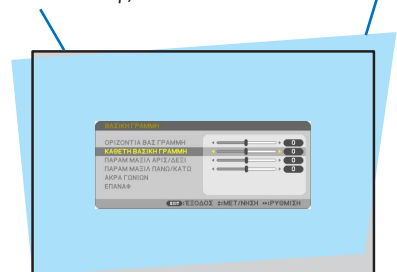 ΒΑΣΙΚΗ ΓΡΑΜΜΗ
ΟΡΙΖΟΝΤΙΑ ΒΑΣ ΓΡΑΜΜΗ 0
ΚΑΘΕΤΗ ΒΑΣΙΚΗ ΓΡΑΜΜΗ 0
ΠΑΡΑΜ ΜΑΞΙΛ ΑΡΙΣ/ΔΕΞΙ 0
ΠΑΡΑΜ ΜΑΞΙΛ ΠΑΝΩ/ΚΑΤΩ 0
ΑΚΡΑ ΓΩΝΙΩΝ
ΕΠΑΝΑΦ
EXIT:ΈΞΟΔΟΣ ↕:ΜΕΤ/ΝΗΣΗ ↔:ΡΥΘΜΙΣΗ